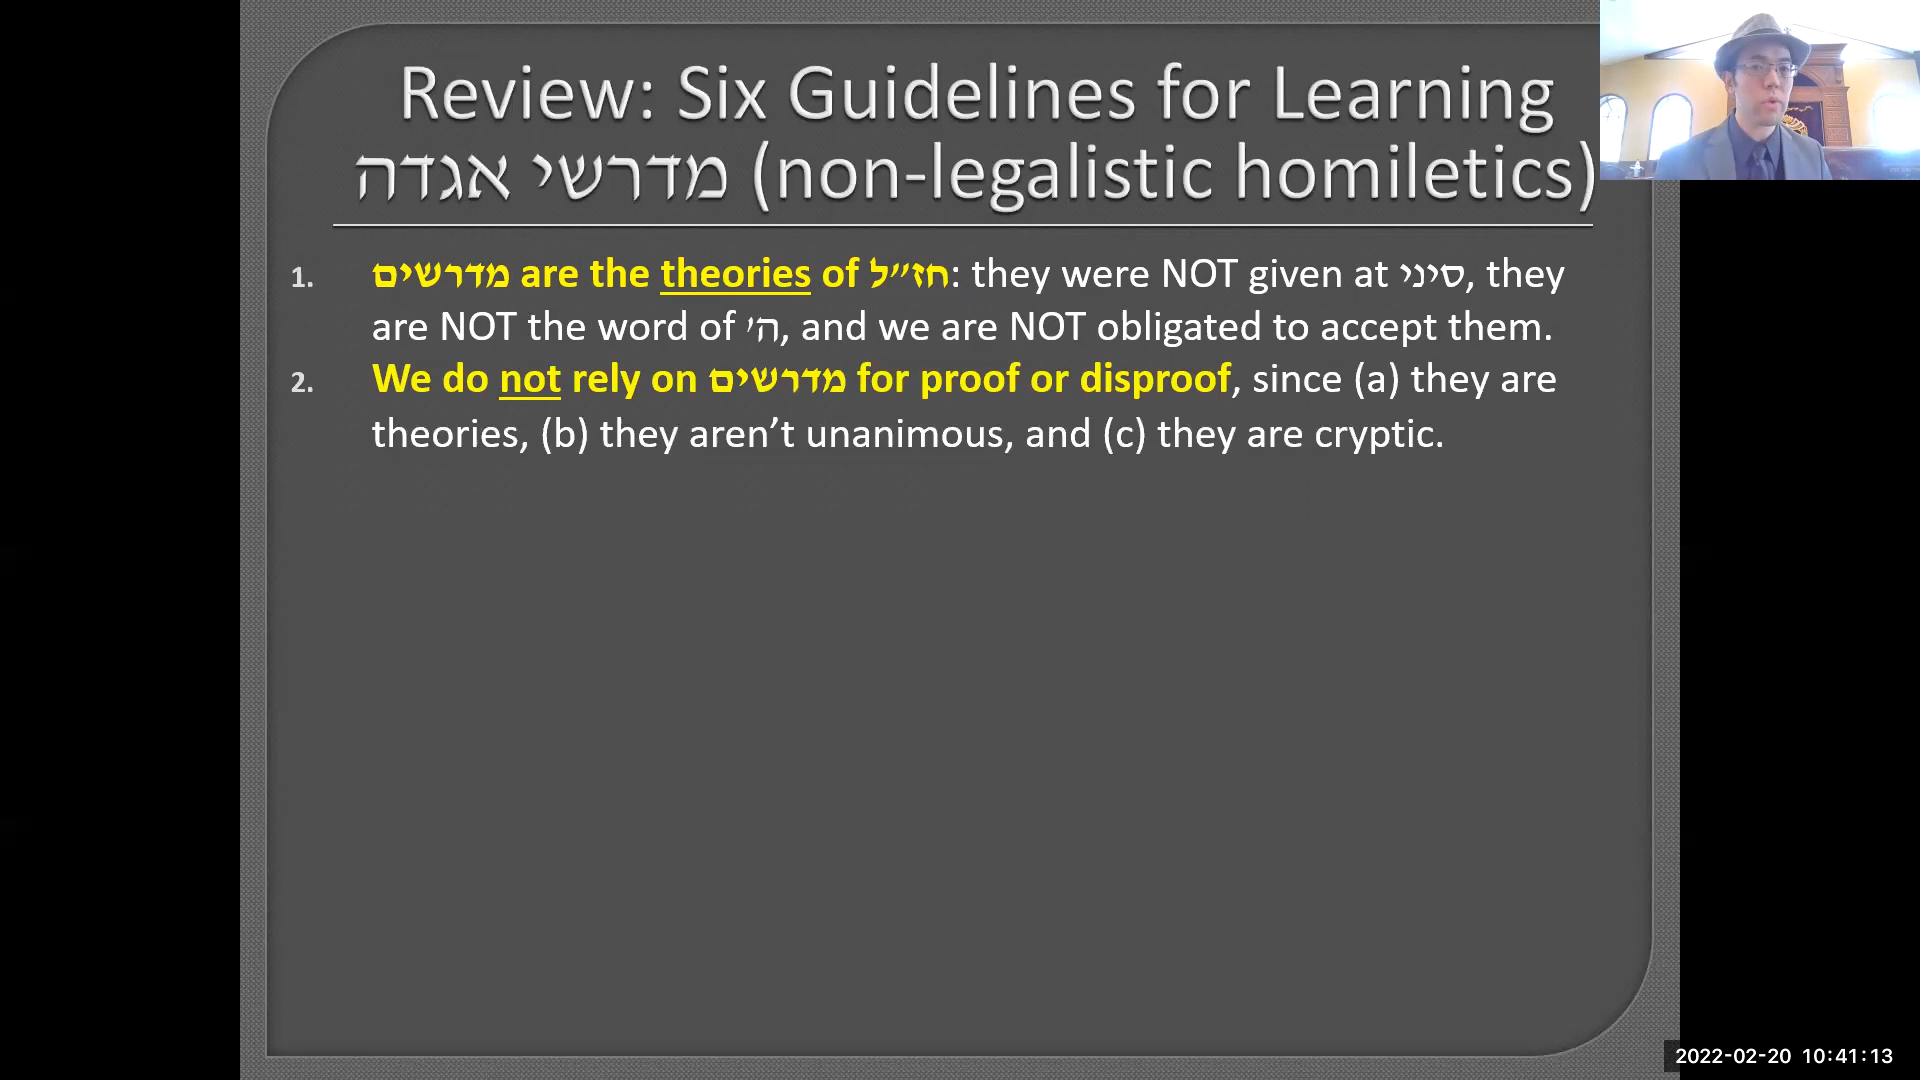 Review: Six Guidelines for Learning
מדרשי אגדה (non-legalistic homiletics)
1. מדרשים are the theories of חז״ל: they were NOT given at סיני, they
are NOT the word of ה׳, and we are NOT obligated to accept them.
2. We do not rely on מדרשים for proof or disproof, since (a) they are
theories, (b) they aren’t unanimous, and (c) they are cryptic.
2022-02-20 10:41:13